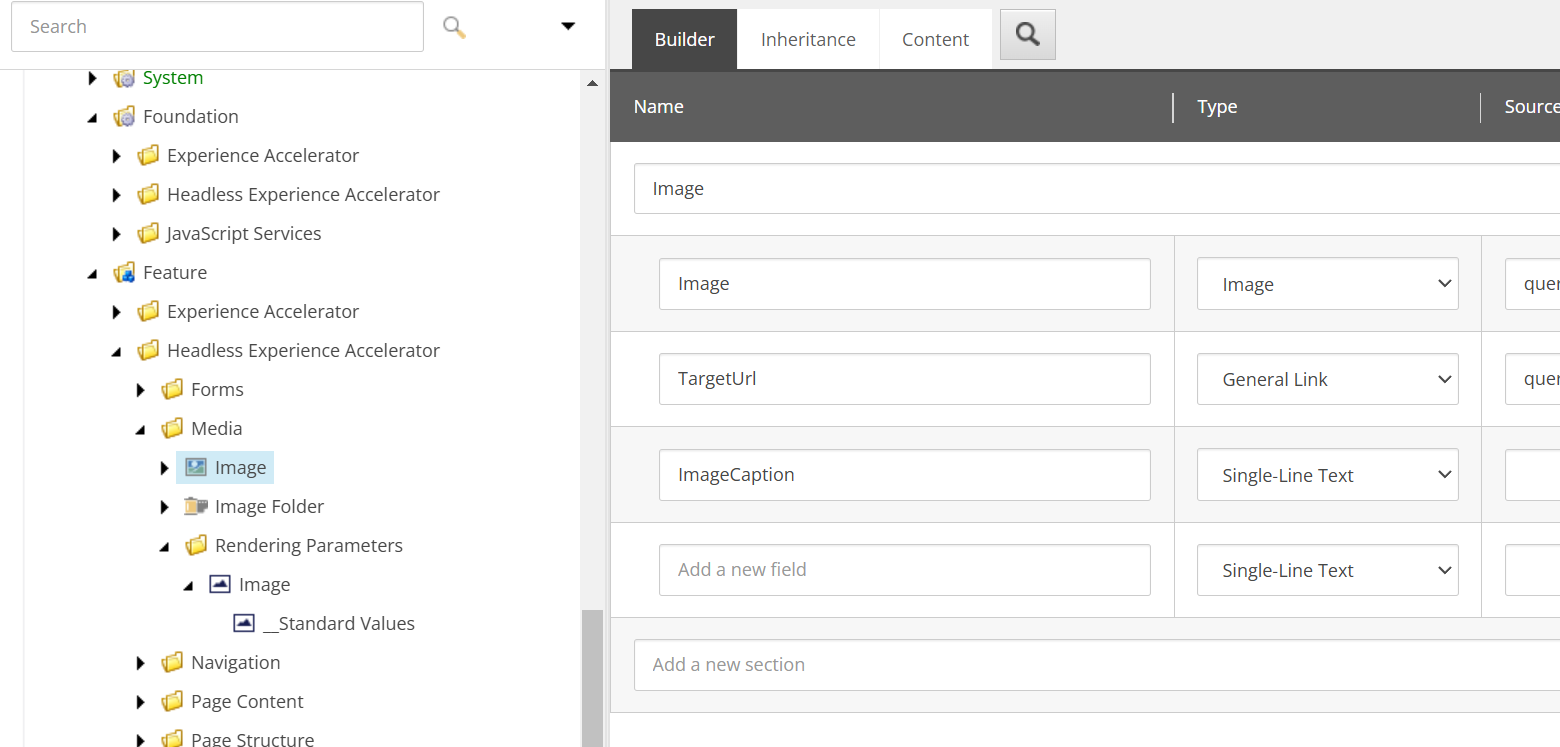 Search
System
Foundation
Experience Accelerator
Headless Experience Accelerator
JavaScript Services
Feature
Experience Accelerator
Headless Experience Accelerator
Forms
Media
Image
Image Folder
Rendering Parameters
Image
__Standard Values
Navigation
Page Content
Page Structure
Builder Inheritance Content
Name Type Source
Image
Image Image quer
TargetUrl General Link quer
ImageCaption Single-Line Text
Add a new field Single-Line Text
Add a new section